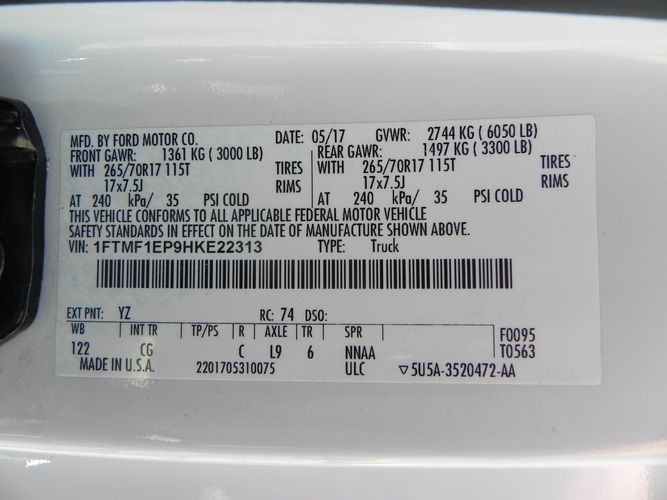 MFD. BY FORD MOTOR CO. DATE: 05/17 GVWR: 2744 KG ( 6050 LB)
FRONT GAWR: 1361 KG ( 3000 LB) REAR GAWR: 1497 KG ( 3300 LB)
WITH 265/70R17 115T TIRES WITH 265/70R17 115T TIRES
17x7.5J RIMS 17x7.5J RIMS
AT 240 kPa/ 35 PSI COLD AT 240 kPa/ 35 PSI COLD
THIS VEHICLE CONFORMS TO ALL APPLICABLE FEDERAL MOTOR VEHICLE
SAFETY STANDARDS IN EFFECT ON THE DATE OF MANUFACTURE SHOWN ABOVE.
VIN: 1FTMF1EP9HKE22313 TYPE: Truck
EXT PNT: YZ RC: 74 DSO:
WB INT TR TP/PS R AXLE TR SPR F0095
122 CG C L9 6 NNAA T0563
MADE IN U.S.A. 2201705310075 ULC ▽5U5A-3520472-AA